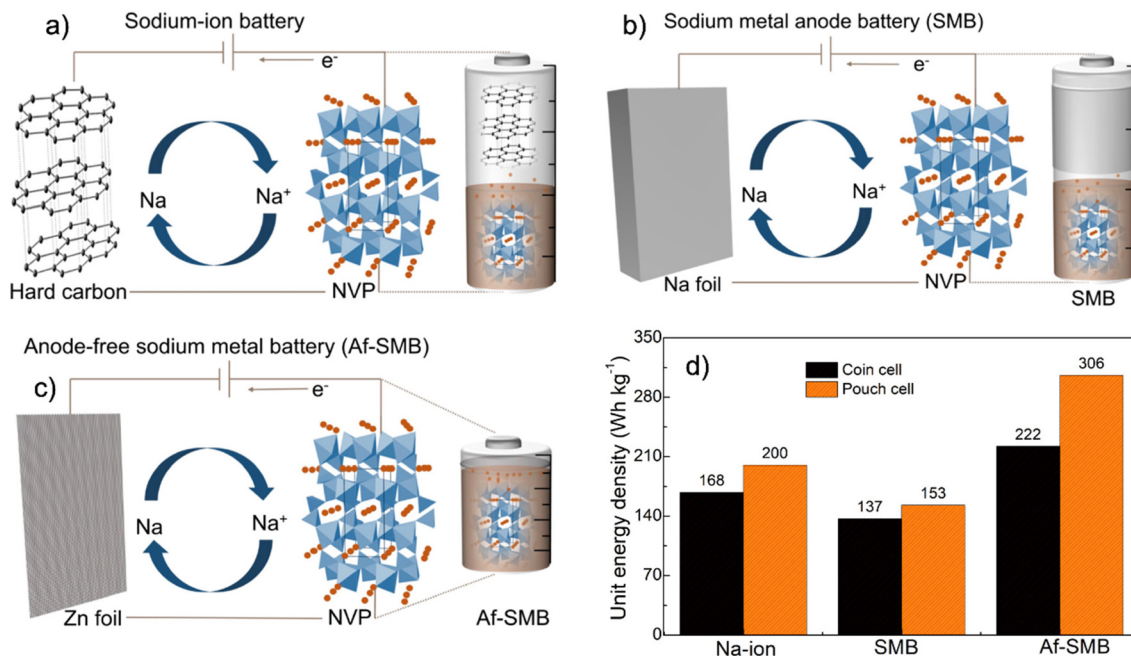 a)
Sodium-ion battery
e-
Na
Na+
Hard carbon
NVP
b)
Sodium metal anode battery (SMB)
e-
Na
Na+
Na foil
NVP
SMB
Anode-free sodium metal battery (Af-SMB)
c)
e-
Na
Na+
Zn foil
NVP
Af-SMB
d)
Unit energy density (Wh kg⁻¹)
350
280
210
140
70
0
Coin cell
Pouch cell
168
200
137
153
222
306
Na-ion
SMB
Af-SMB